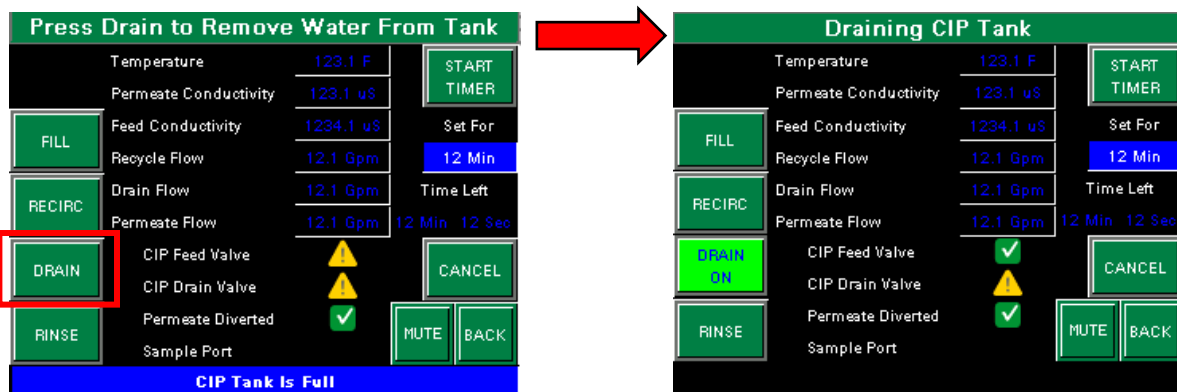 Press Drain to Remove Water From Tank
Temperature 123.1 F
START TIMER
Permeate Conductivity 123.1 uS
FILL
Feed Conductivity 1234.1 uS
Set For
Recycle Flow 12.1 Gpm
12 Min
RECIRC
Drain Flow 12.1 Gpm
Time Left
Permeate Flow 12.1 Gpm
12 Min 12 Sec
DRAIN
CIP Feed Valve
CANCEL
CIP Drain Valve
RINSE
Permeate Diverted
MUTE
BACK
Sample Port
CIP Tank Is Full
Draining CIP Tank
Temperature 123.1 F
START TIMER
Permeate Conductivity 123.1 uS
FILL
Feed Conductivity 1234.1 uS
Set For
Recycle Flow 12.1 Gpm
12 Min
RECIRC
Drain Flow 12.1 Gpm
Time Left
Permeate Flow 12.1 Gpm
12 Min 12 Sec
DRAIN ON
CIP Feed Valve
CANCEL
CIP Drain Valve
RINSE
Permeate Diverted
MUTE
BACK
Sample Port